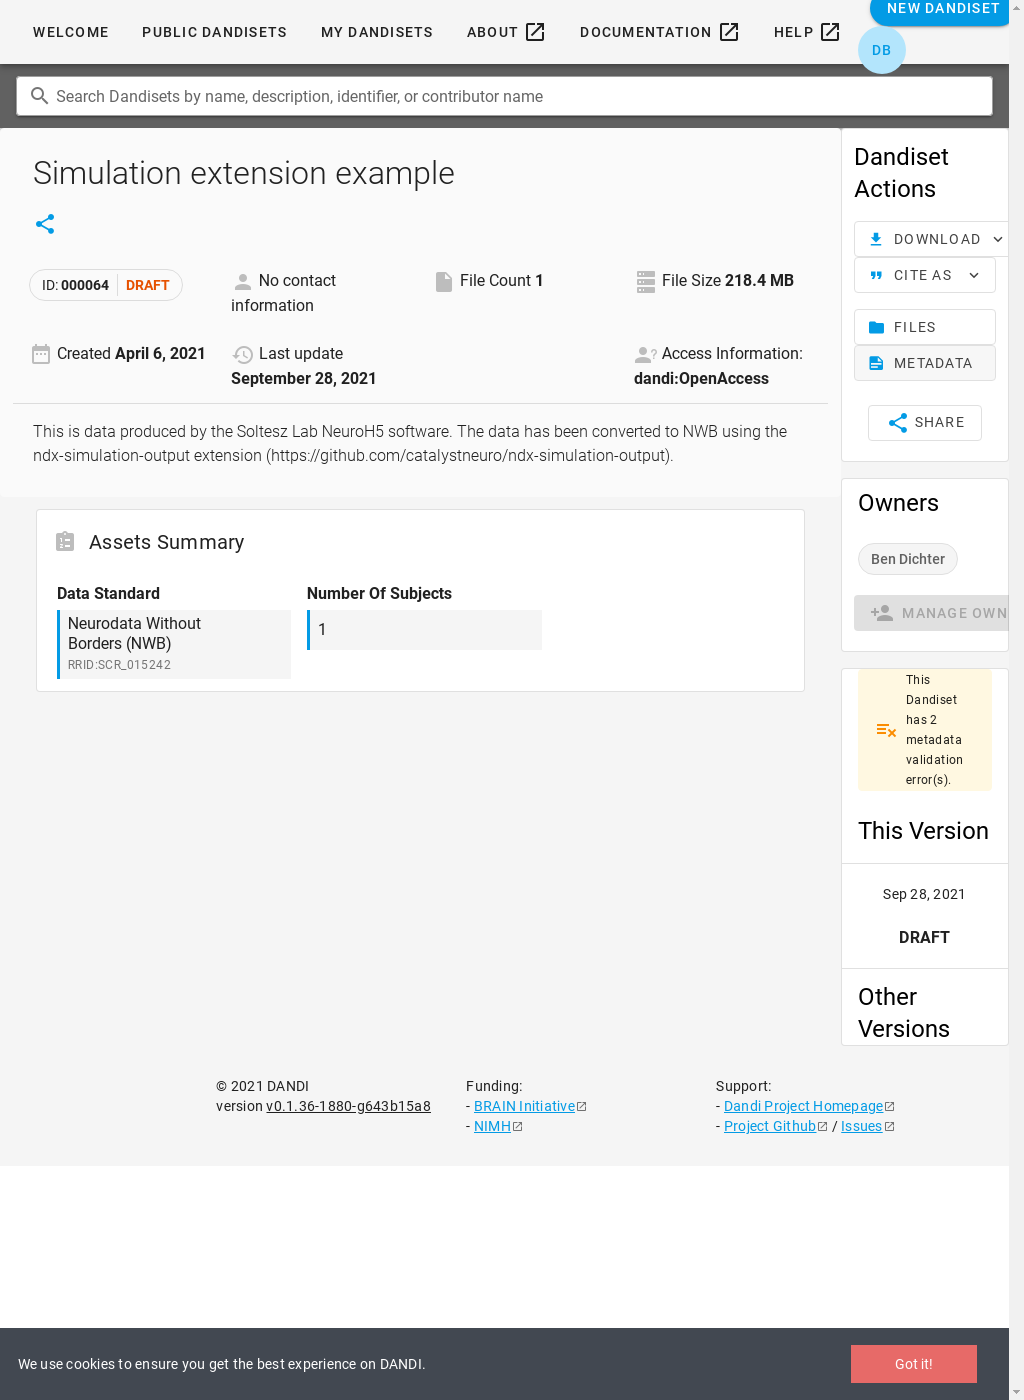 WELCOME
PUBLIC DANDISETS
MY DANDISETS
ABOUT
DOCUMENTATION
HELP
NEW DANDISET
DB
Search Dandisets by name, description, identifier, or contributor name
Simulation extension example
ID: 000064 DRAFT
No contact
information
File Count 1
File Size 218.4 MB
Created April 6, 2021
Last update
September 28, 2021
Access Information:
dandi:OpenAccess
This is data produced by the Soltesz Lab NeuroH5 software. The data has been converted to NWB using the
ndx-simulation-output extension (https://github.com/catalystneuro/ndx-simulation-output).
Assets Summary
Data Standard
Neurodata Without
Borders (NWB)
RRID:SCR_015242
Number Of Subjects
1
Dandiset
Actions
DOWNLOAD
CITE AS
FILES
METADATA
SHARE
Owners
Ben Dichter
MANAGE OWN
This
Dandiset
has 2
metadata
validation
error(s).
This Version
Sep 28, 2021
DRAFT
Other
Versions
© 2021 DANDI
version v0.1.36-1880-g643b15a8
Funding:
- BRAIN Initiative
- NIMH
Support:
- Dandi Project Homepage
- Project Github / Issues
We use cookies to ensure you get the best experience on DANDI.
Got it!